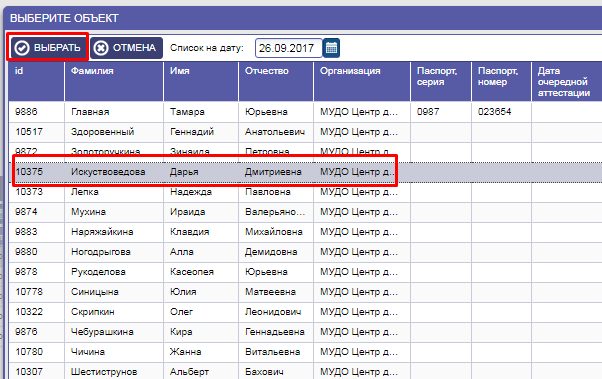 ВЫБЕРИТЕ ОБЪЕКТ
ВЫБРАТЬ ОТМЕНА Список на дату: 26.09.2017
id Фамилия Имя Отчество Организация Паспорт, серия Паспорт, номер Дата очередной аттестации
9886 Главная Тамара Юрьевна МУДО Центр д... 0987 023654
10517 Здоровенный Геннадий Анатольевич МУДО Центр д...
9872 Золоторучкина Зинаида Петровна МУДО Центр д...
10375 Искуствоведова Дарья Дмитриевна МУДО Центр д...
10373 Лепка Надежда Павловна МУДО Центр д...
9874 Мухина Ираида Валерьяно... МУДО Центр д...
9883 Наряжайкина Клавдия Михайловна МУДО Центр д...
9880 Ногодрыгова Алла Демидовна МУДО Центр д...
9878 Рукоделова Касеопея Юрьевна МУДО Центр д...
10778 Синицына Юлия Матвеевна МУДО Центр д...
10322 Скрипкин Олег Леонидович МУДО Центр д...
9876 Чебурашкина Кира Геннадьевна МУДО Центр д...
10780 Чичина Жанна Витальевна МУДО Центр д...
10307 Шестиструнов Альберт Бахович МУДО Центр д...